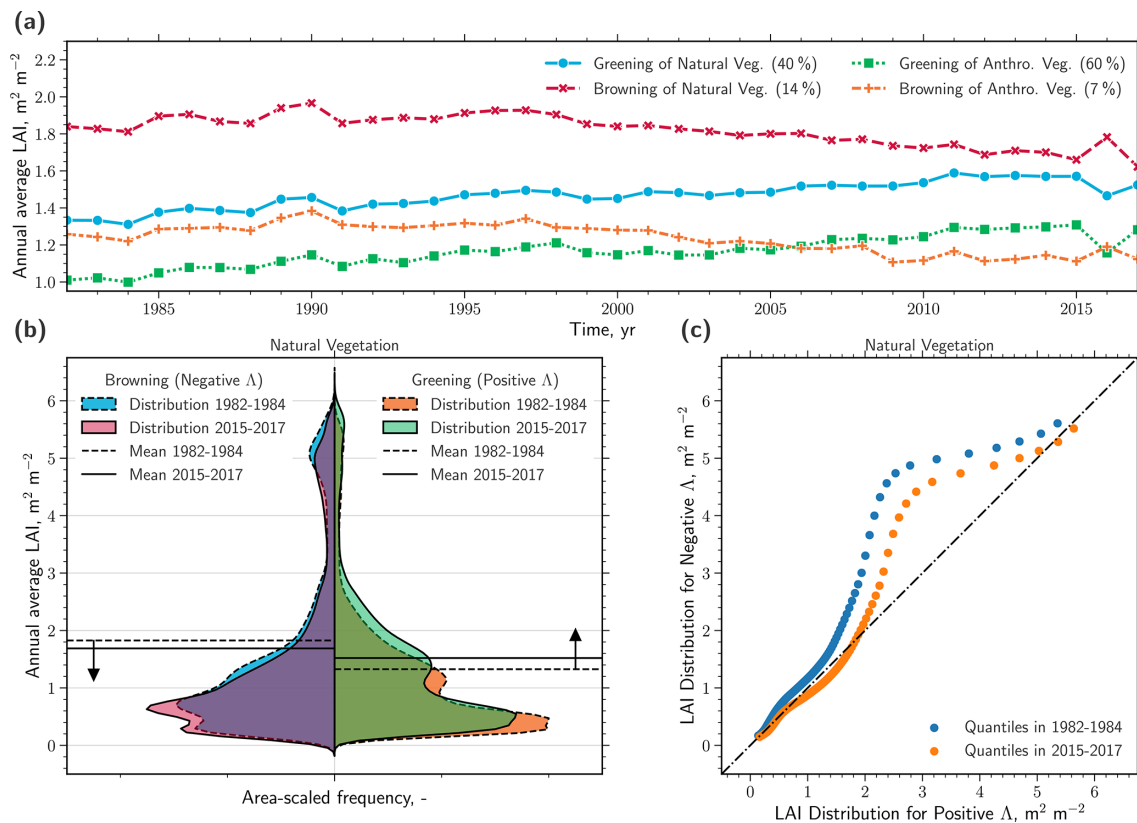 (a)
Annual average LAI, m² m⁻²
2.2
2.0
1.8
1.6
1.4
1.2
1.0
Greening of Natural Veg. (40 %)
Browning of Natural Veg. (14 %)
Greening of Anthro. Veg. (60 %)
Browning of Anthro. Veg. (7 %)
1985
1990
1995
2000
2005
2010
2015
Time, yr
(b)
Natural Vegetation
Annual average LAI, m² m⁻²
6
5
4
3
2
1
0
Browning (Negative Λ)
Distribution 1982-1984
Distribution 2015-2017
Mean 1982-1984
Mean 2015-2017
Greening (Positive Λ)
Distribution 1982-1984
Distribution 2015-2017
Mean 1982-1984
Mean 2015-2017
Area-scaled frequency, -
(c)
Natural Vegetation
LAI Distribution for Negative Λ, m² m⁻²
6
5
4
3
2
1
0
Quantiles in 1982-1984
Quantiles in 2015-2017
0
1
2
3
4
5
6
LAI Distribution for Positive Λ, m² m⁻²